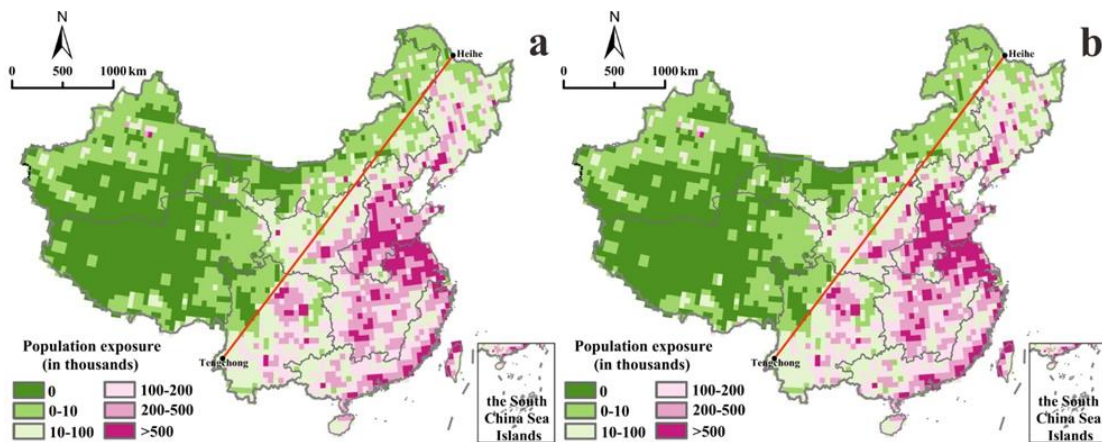 N
0 500 1000 km
a
Heihe
Tengchong
Population exposure
(in thousands)
0
0-10
10-100
100-200
200-500
>500
the South
China Sea
Islands
N
0 500 1000 km
b
Heihe
Tengchong
Population exposure
(in thousands)
0
0-10
10-100
100-200
200-500
>500
the South
China Sea
Islands